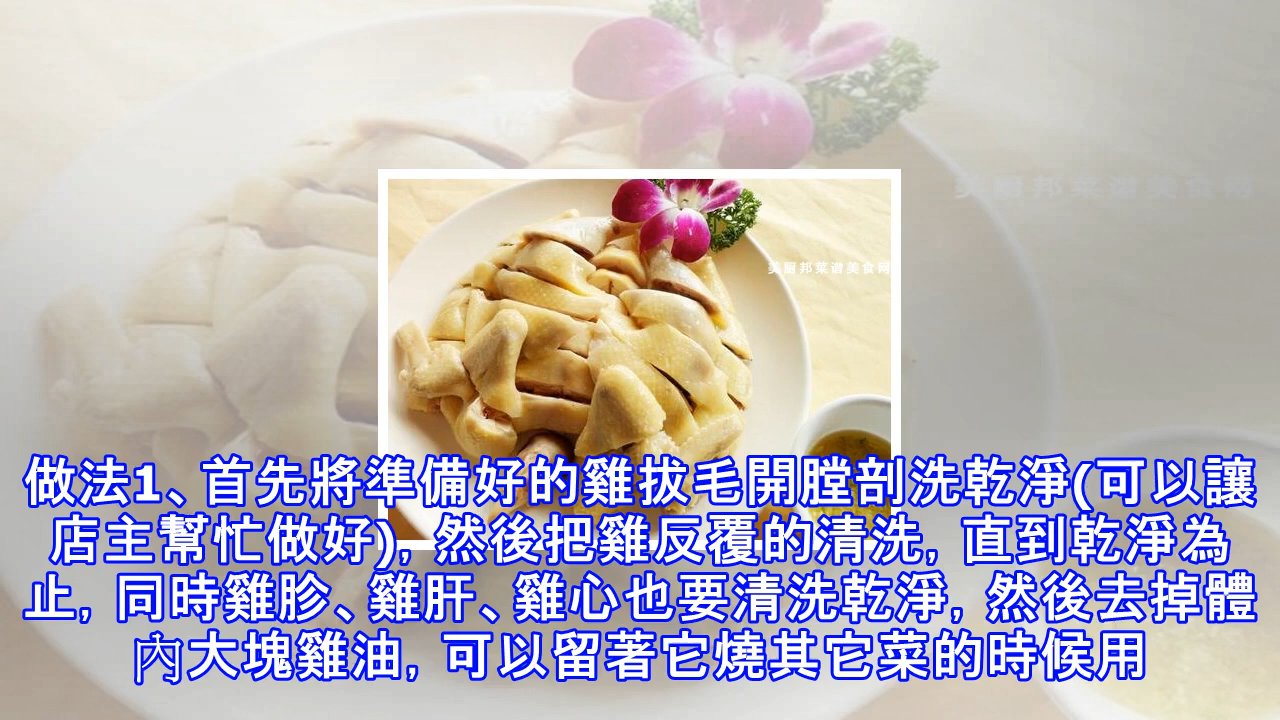 美厨邦菜谱美食网
做法1、首先將準備好的雞拔毛開膛剖洗乾淨(可以讓
店主幫忙做好), 然後把雞反覆的清洗, 直到乾淨為
止, 同時雞胗、雞肝、雞心也要清洗乾淨, 然後去掉體
內大塊雞油, 可以留著它燒其它菜的時候用